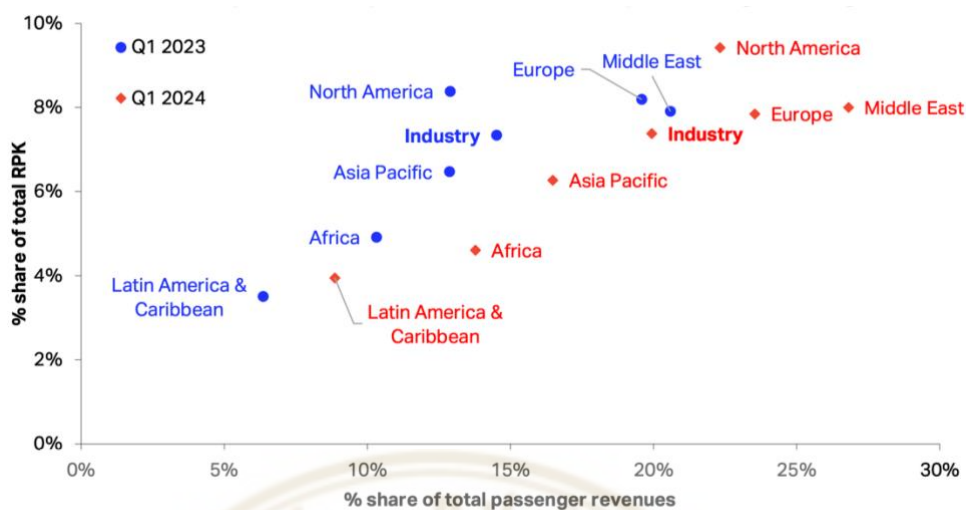 10%
8%
6%
4%
2%
0%
% share of total RPK
Q1 2023
Q1 2024
North America
Europe
Middle East
Middle East
Europe
North America
Industry
Industry
Asia Pacific
Asia Pacific
Africa
Africa
Latin America &
Caribbean
Latin America &
Caribbean
0%
5%
10%
15%
20%
25%
30%
% share of total passenger revenues